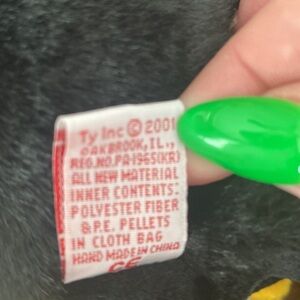 Ty Inc © 2001
OAKBROOK, IL.,
REG.NO.PA-1965(KR)
ALL NEW MATERIAL
INNER CONTENTS:
POLYESTER FIBER
& P.E. PELLETS
IN CLOTH BAG
HAND MADE IN CHINA
CE